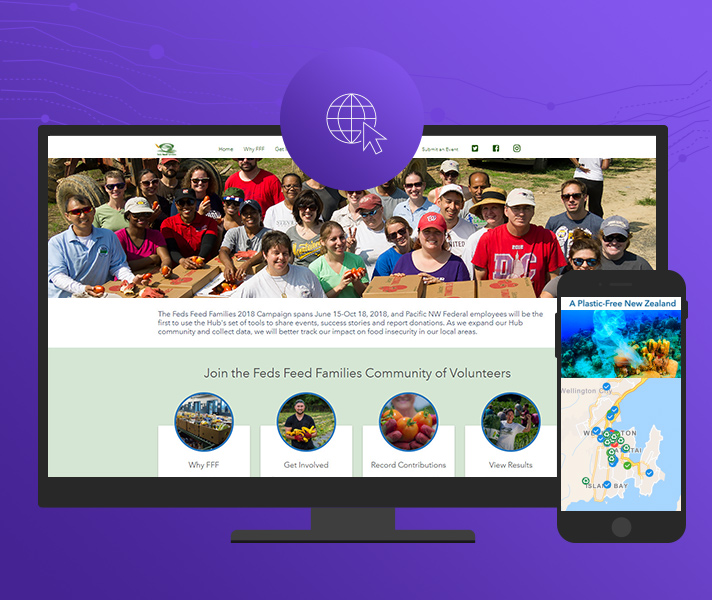 Home Why FFF Get
Submit an Event
The Feds Feed Families 2018 Campaign spans June 15-Oct 18, 2018, and Pacific NW Federal employees will be the
first to use the Hub's set of tools to share events, success stories and report donations. As we expand our Hub
community and collect data, we will better track our impact on food insecurity in our local areas.
Join the Feds Feed Families Community of Volunteers
Why FFF
Get Involved
Record Contributions
View Results
A Plastic-Free New Zealand
Wellington City
ISLAND BAY